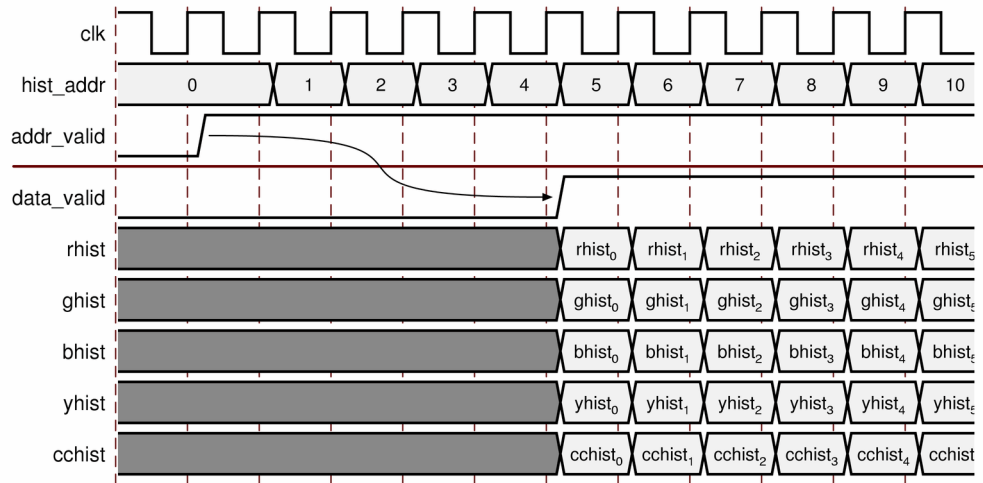 clk
hist_addr 0 1 2 3 4 5 6 7 8 9 10
addr_valid
data_valid
rhist rhist₀ rhist₁ rhist₂ rhist₃ rhist₄ rhist₅
ghist ghist₀ ghist₁ ghist₂ ghist₃ ghist₄ ghist₅
bhist bhist₀ bhist₁ bhist₂ bhist₃ bhist₄ bhist₅
yhist yhist₀ yhist₁ yhist₂ yhist₃ yhist₄ yhist₅
cchist cchist₀ cchist₁ cchist₂ cchist₃ cchist₄ cchist